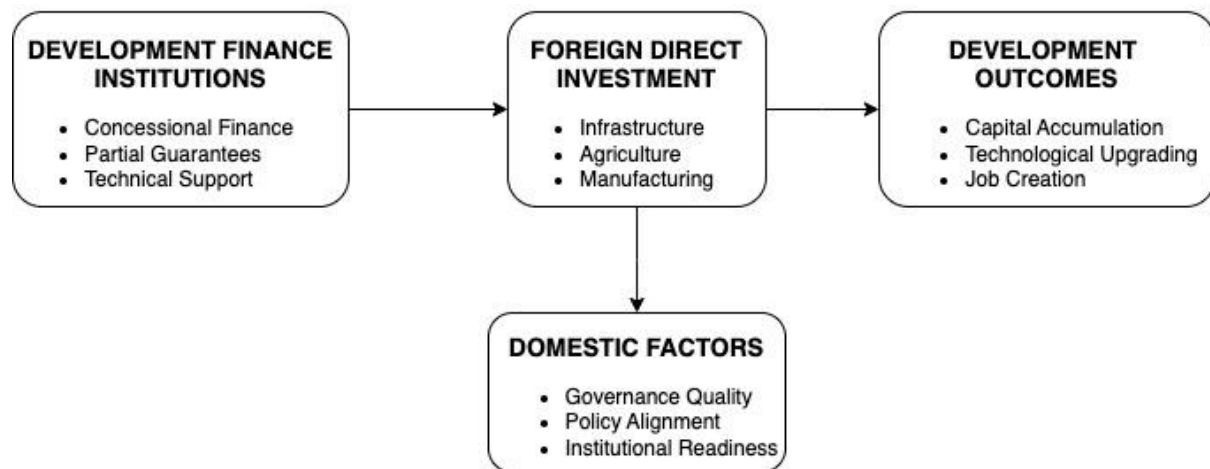 DEVELOPMENT FINANCE
INSTITUTIONS
• Concessional Finance
• Partial Guarantees
• Technical Support
FOREIGN DIRECT
INVESTMENT
• Infrastructure
• Agriculture
• Manufacturing
DEVELOPMENT
OUTCOMES
• Capital Accumulation
• Technological Upgrading
• Job Creation
DOMESTIC FACTORS
• Governance Quality
• Policy Alignment
• Institutional Readiness